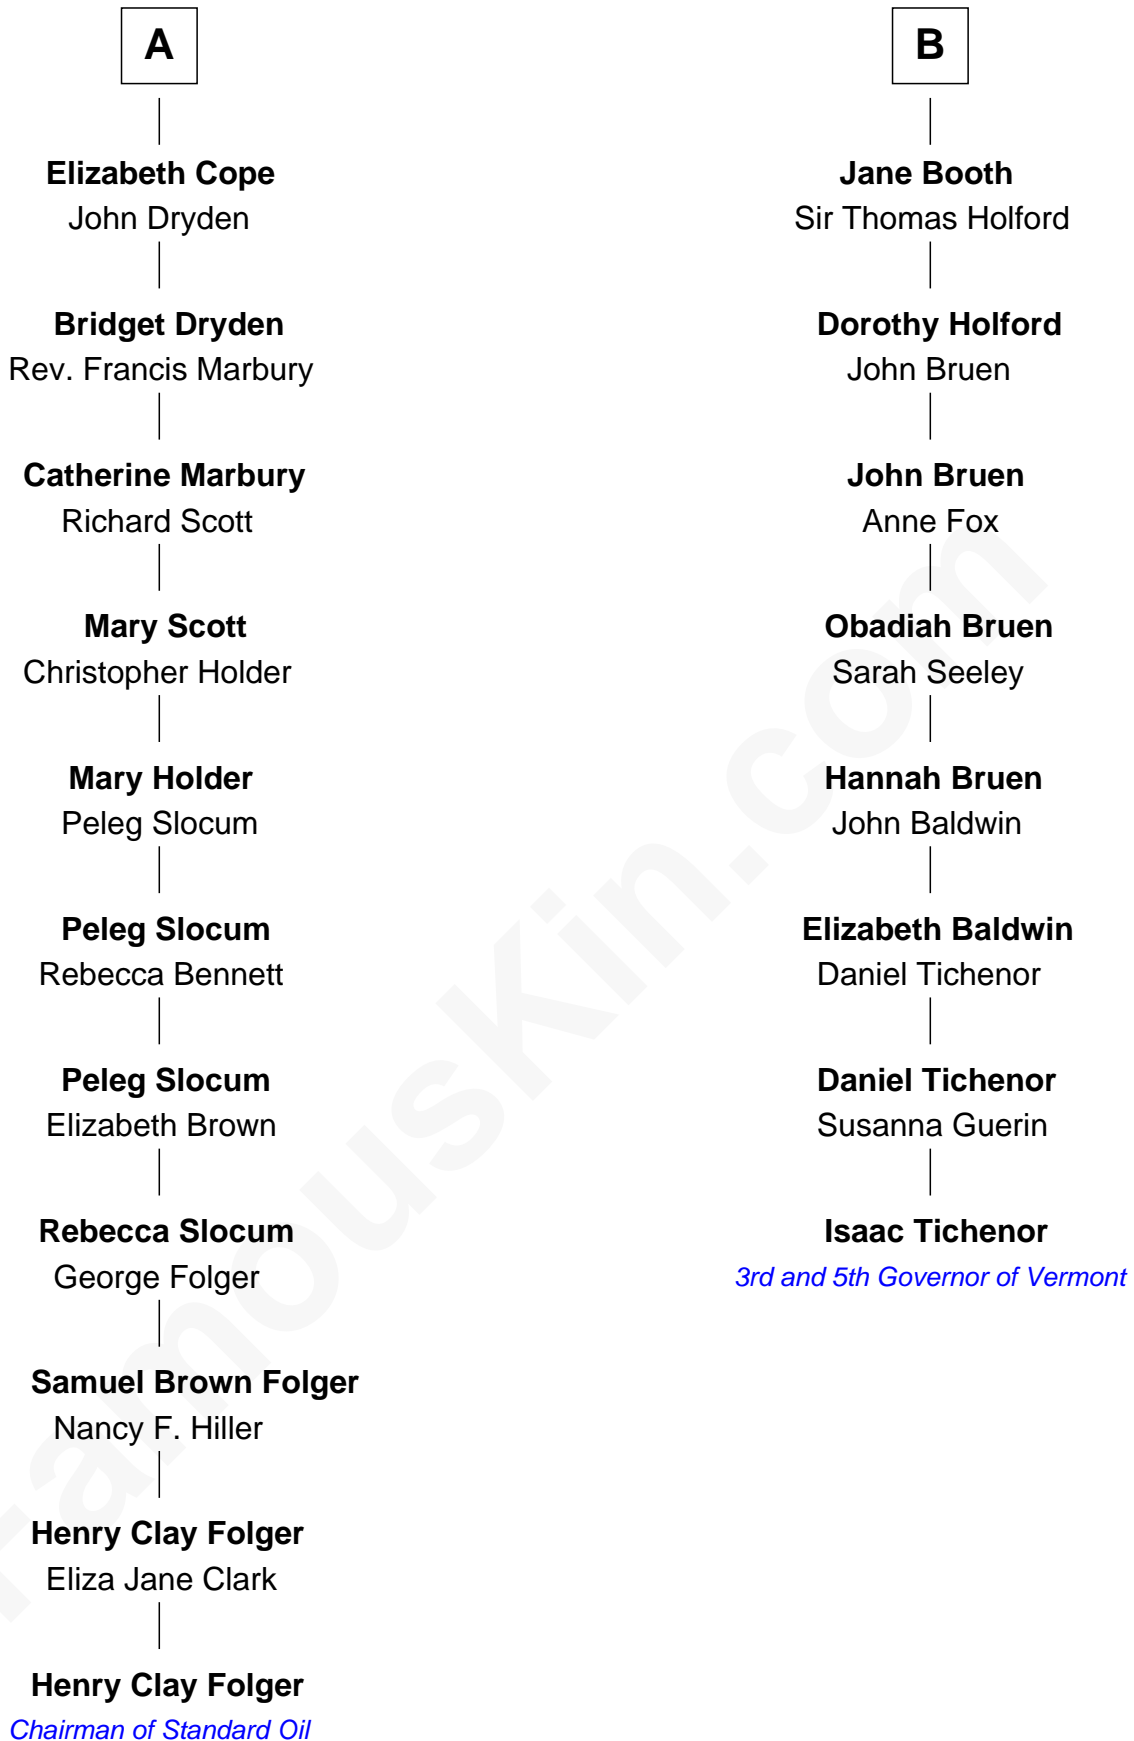 A
Elizabeth Cope
John Dryden
Bridget Dryden
Rev. Francis Marbury
Catherine Marbury
Richard Scott
Mary Scott
Christopher Holder
Mary Holder
Peleg Slocum
Peleg Slocum
Rebecca Bennett
Peleg Slocum
Elizabeth Brown
Rebecca Slocum
George Folger
Samuel Brown Folger
Nancy F. Hiller
Henry Clay Folger
Eliza Jane Clark
Henry Clay Folger
Chairman of Standard Oil
B
Jane Booth
Sir Thomas Holford
Dorothy Holford
John Bruen
John Bruen
Anne Fox
Obadiah Bruen
Sarah Seeley
Hannah Bruen
John Baldwin
Elizabeth Baldwin
Daniel Tichenor
Daniel Tichenor
Susanna Guerin
Isaac Tichenor
3rd and 5th Governor of Vermont
FamousKin.com